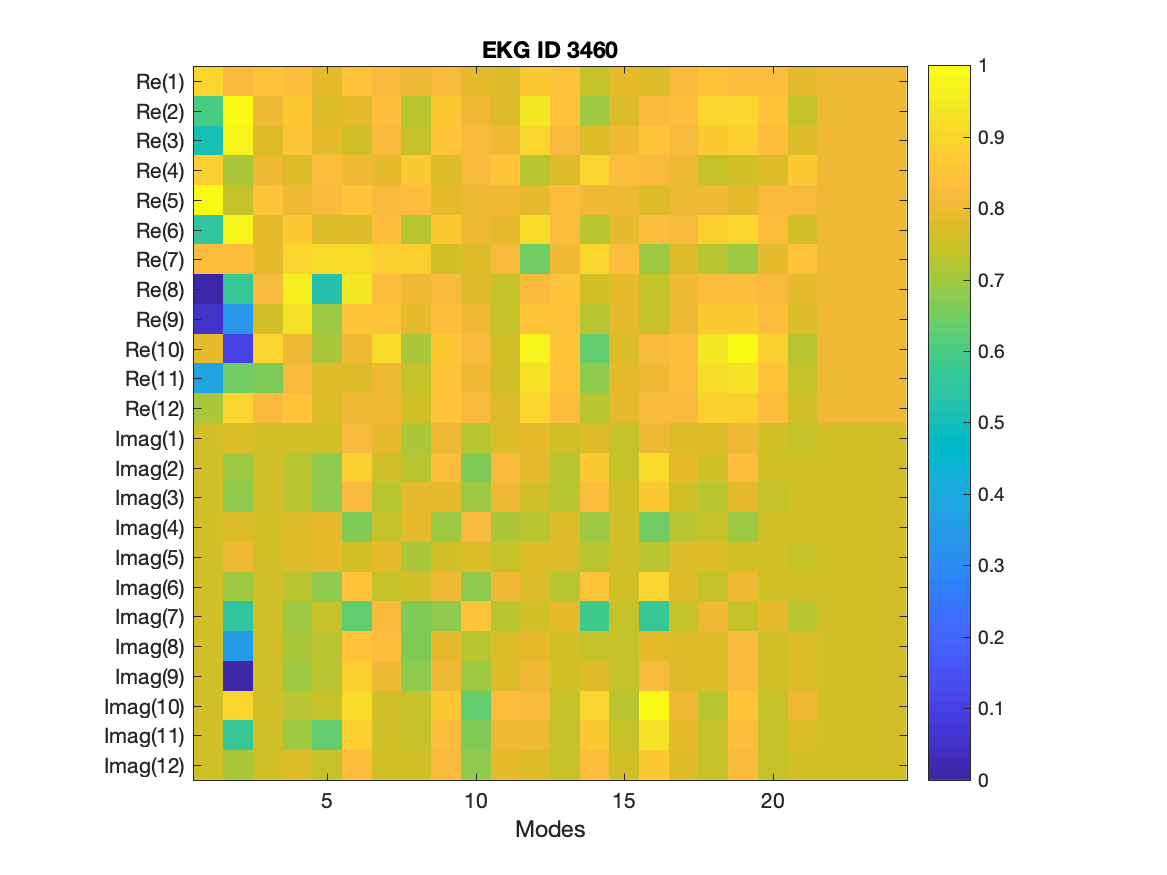 EKG ID 3460
Re(1)
Re(2)
Re(3)
Re(4)
Re(5)
Re(6)
Re(7)
Re(8)
Re(9)
Re(10)
Re(11)
Re(12)
Imag(1)
Imag(2)
Imag(3)
Imag(4)
Imag(5)
Imag(6)
Imag(7)
Imag(8)
Imag(9)
Imag(10)
Imag(11)
Imag(12)
5 10 15 20
Modes
1
0.9
0.8
0.7
0.6
0.5
0.4
0.3
0.2
0.1
0